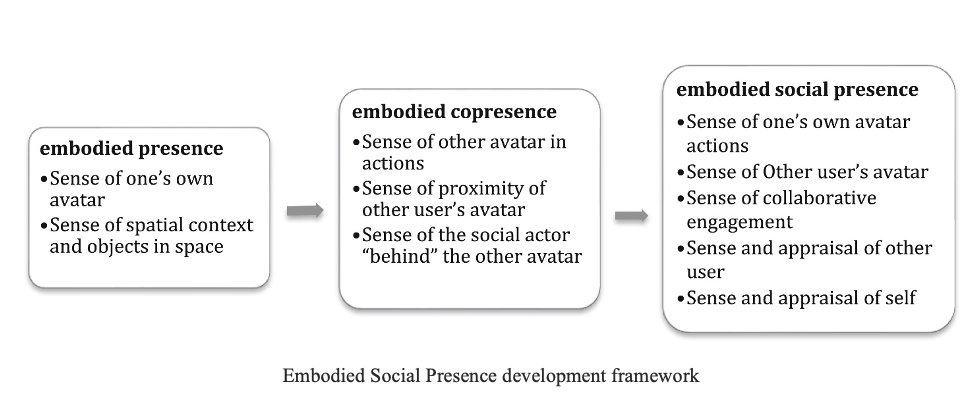 embodied presence
•Sense of one's own
avatar
•Sense of spatial context
and objects in space
embodied copresence
•Sense of other avatar in
actions
•Sense of proximity of
other user's avatar
•Sense of the social actor
“behind” the other avatar
embodied social presence
•Sense of one's own avatar
actions
•Sense of Other user's avatar
•Sense of collaborative
engagement
•Sense and appraisal of other
user
•Sense and appraisal of self
Embodied Social Presence development framework